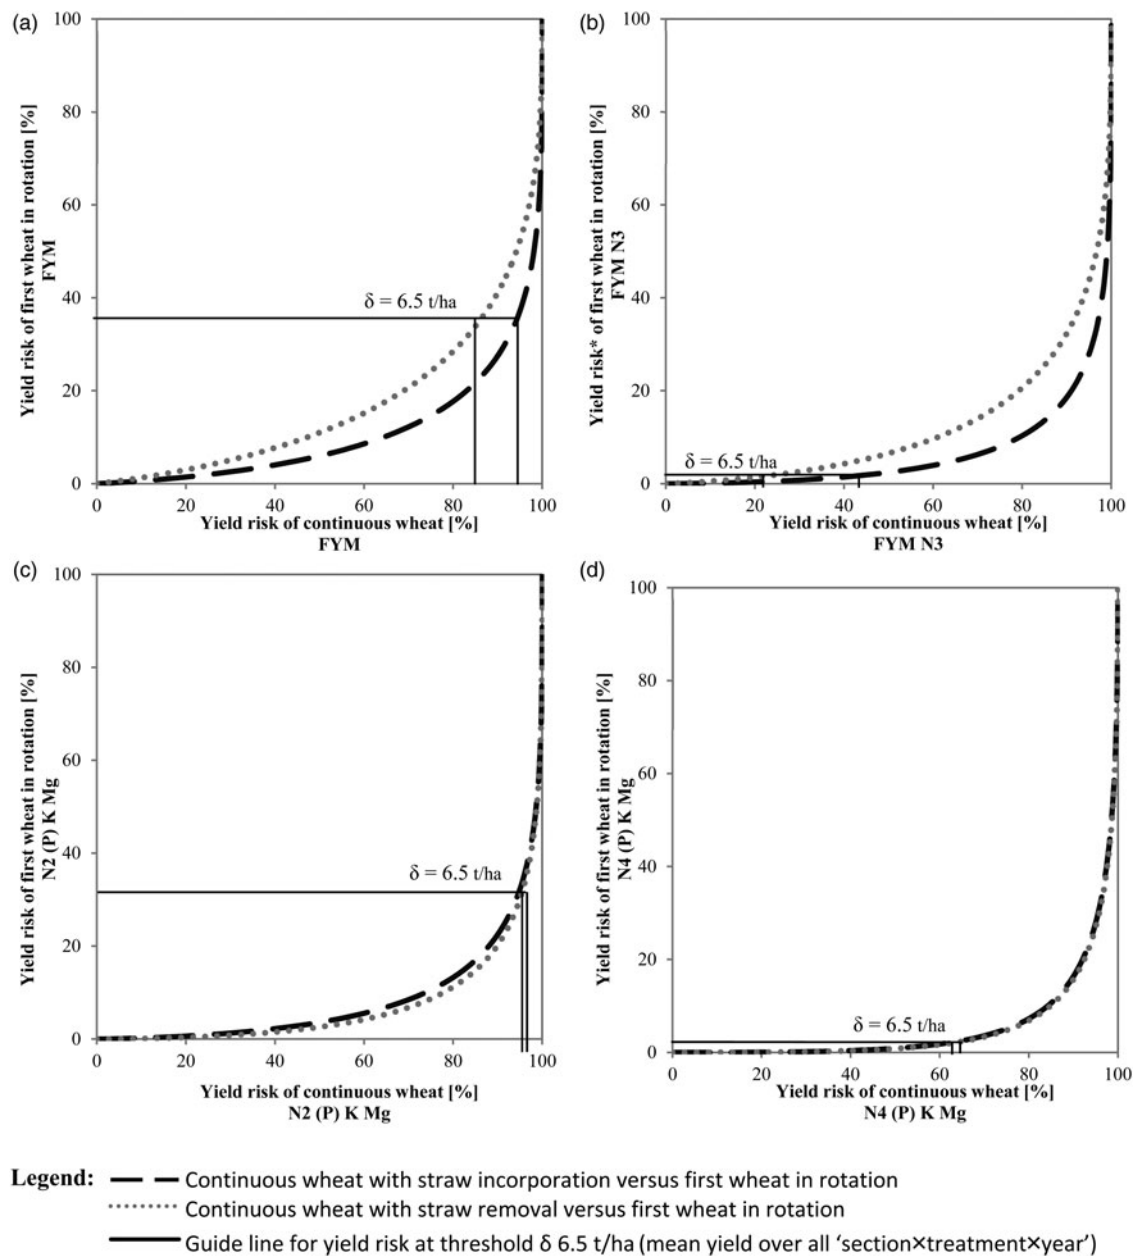 (a)
100
80
60
40
20
0
Yield risk of first wheat in rotation [%]
FYM
δ = 6.5 t/ha
0 20 40 60 80 100
Yield risk of continuous wheat [%]
FYM
(b)
100
80
60
40
20
0
Yield risk* of first wheat in rotation [%]
FYM N3
δ = 6.5 t/ha
0 20 40 60 80 100
Yield risk of continuous wheat [%]
FYM N3
(c)
100
80
60
40
20
0
Yield risk of first wheat in rotation [%]
N2 (P) K Mg
δ = 6.5 t/ha
0 20 40 60 80 100
Yield risk of continuous wheat [%]
N2 (P) K Mg
(d)
100
80
60
40
20
0
Yield risk of first wheat in rotation [%]
N4 (P) K Mg
δ = 6.5 t/ha
0 20 40 60 80 100
Yield risk of continuous wheat [%]
N4 (P) K Mg
Legend: Continuous wheat with straw incorporation versus first wheat in rotation
Continuous wheat with straw removal versus first wheat in rotation
Guide line for yield risk at threshold δ 6.5 t/ha (mean yield over all ‘section×treatment×year’)